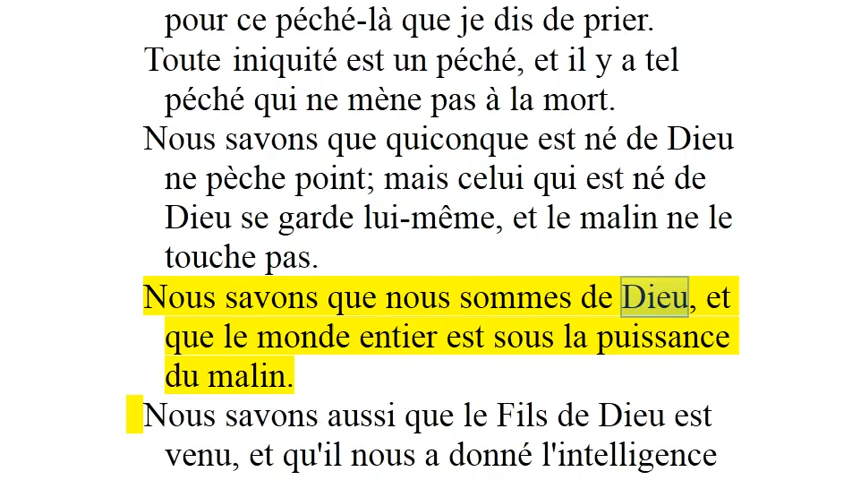 pour ce péché-là que je dis de prier.
Toute iniquité est un péché, et il y a tel
péché qui ne mène pas à la mort.
Nous savons que quiconque est né de Dieu
ne pèche point; mais celui qui est né de
Dieu se garde lui-même, et le malin ne le
touche pas.
Nous savons que nous sommes de Dieu, et
que le monde entier est sous la puissance
du malin.
Nous savons aussi que le Fils de Dieu est
venu, et qu'il nous a donné l'intelligence